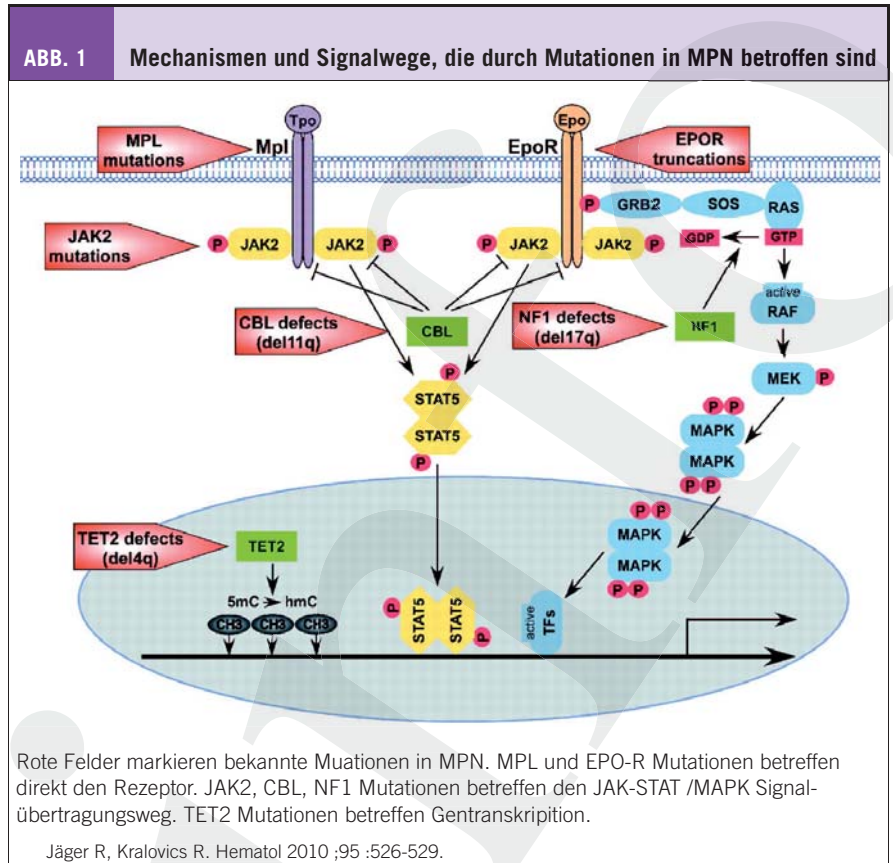 ABB. 1 Mechanismen und Signalwege, die durch Mutationen in MPN betroffen sind
Tpo
Epo
MPL
mutations
Mpl
EpoR
EPOR
truncations
P
GRB2
SOS
RAS
JAK2
mutations
P
JAK2
JAK2
P
P
JAK2
JAK2
P
GDP
GTP
CBL defects
(del11q)
CBL
NF1 defects
(del17q)
NF1
active
RAF
MEK
P
P
STAT5
STAT5
P
P P
MAPK
MAPK
P P
TET2 defects
(del4q)
TET2
5mC
hmC
CH3
CH3
CH3
P
STAT5
STAT5
P
P P
MAPK
MAPK
P P
active
TFs
Rote Felder markieren bekannte Muationen in MPN. MPL und EPO-R Mutationen betreffen
direkt den Rezeptor. JAK2, CBL, NF1 Mutationen betreffen den JAK-STAT /MAPK Signal-
übertragungsweg. TET2 Mutationen betreffen Gentranskripition.
Jäger R, Kralovics R. Hematol 2010 ;95 :526-529.